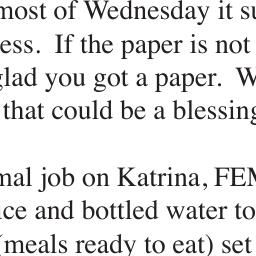 most of Wednesday it su
ess. If the paper is not
glad you got a paper. W
that could be a blessing
mal job on Katrina, FEM
ice and bottled water to
(meals ready to eat) set